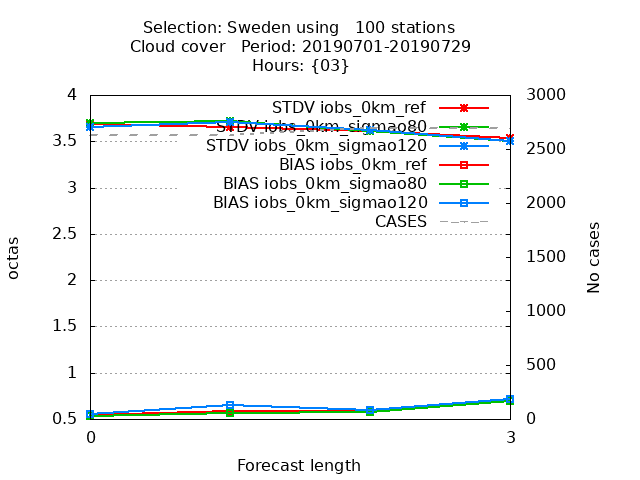 Selection: Sweden using   100 stations
Cloud cover   Period: 20190701-20190729
Hours: {03}
4
3.5
3
2.5
2
1.5
1
0.5
3000
2500
2000
1500
1000
500
0
STDV iobs_0km_ref
STDV iobs_0km_sigmao80
STDV iobs_0km_sigmao120
BIAS iobs_0km_ref
BIAS iobs_0km_sigmao80
BIAS iobs_0km_sigmao120
CASES
octas
No cases
0
3
Forecast length